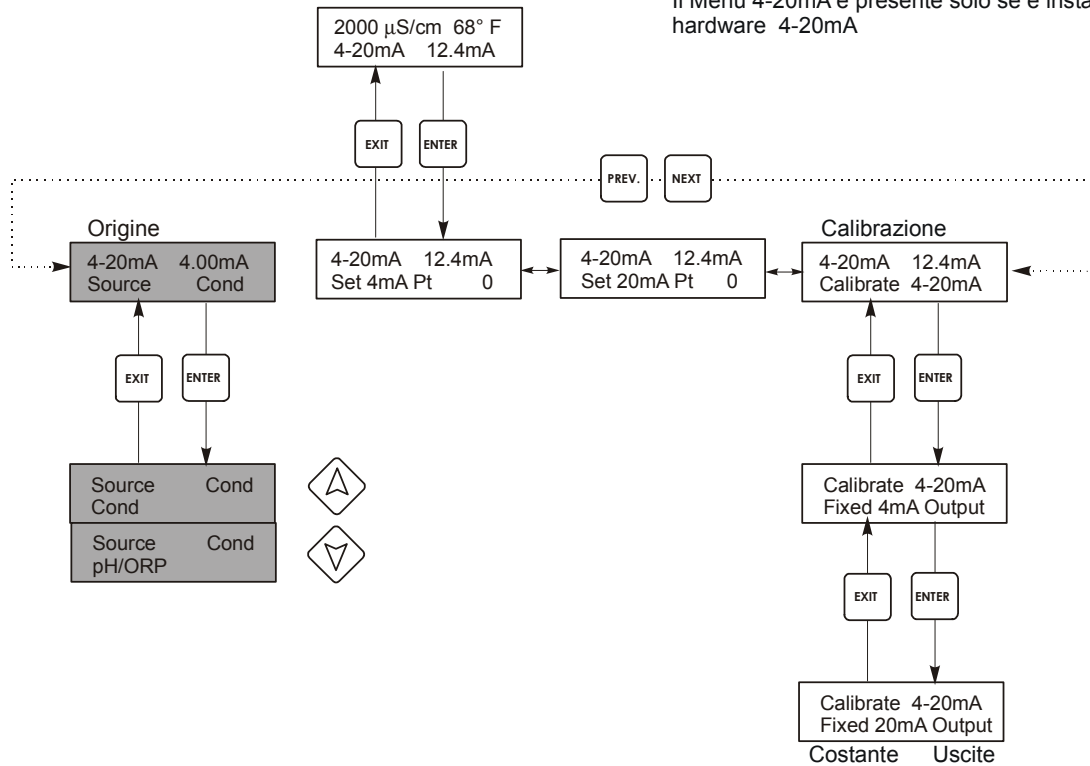 Il Menu 4-20mA è presente solo se è insta
hardware 4-20mA
2000 µS/cm 68° F
4-20mA 12.4mA
EXIT
ENTER
PREV.
NEXT
Origine
4-20mA 4.00mA
Source Cond
4-20mA 12.4mA
Set 4mA Pt 0
4-20mA 12.4mA
Set 20mA Pt 0
Calibrazione
4-20mA 12.4mA
Calibrate 4-20mA
EXIT
ENTER
EXIT
ENTER
Source Cond
Cond
Source Cond
pH/ORP
Calibrate 4-20mA
Fixed 4mA Output
EXIT
ENTER
Calibrate 4-20mA
Fixed 20mA Output
Costante Uscite